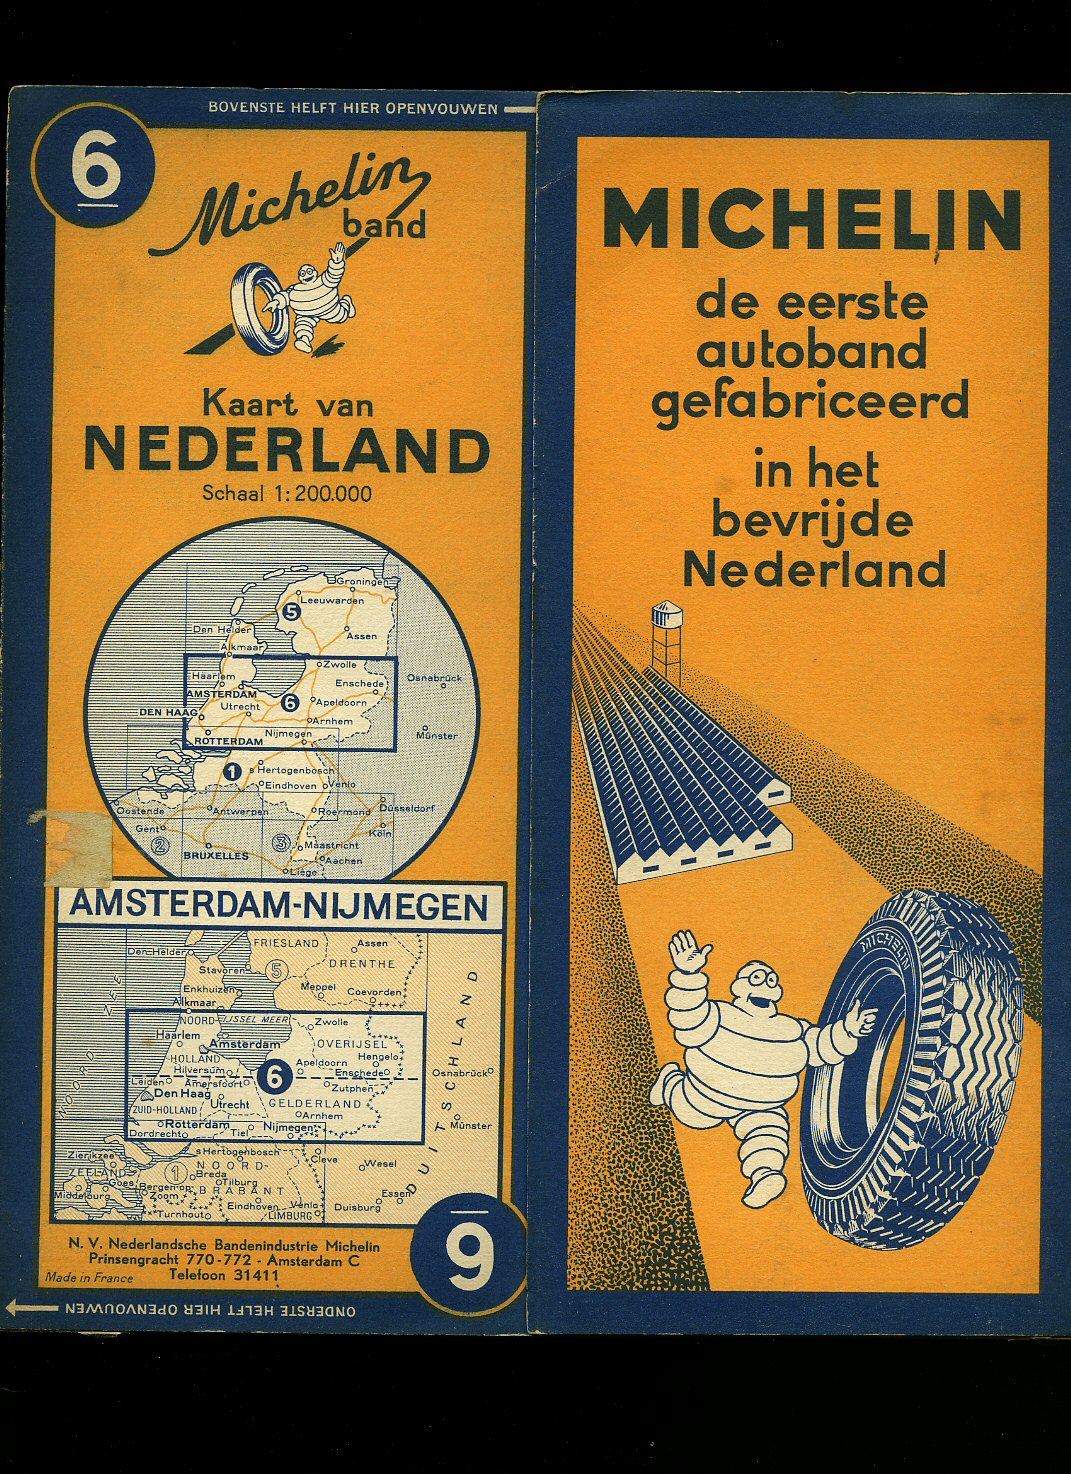 BOVENSTE HELFT HIER OPENVOUWEN
6
Michelin
band
Kaart van
NEDERLAND
Schaal 1:200.000
Groningen
Leeuwarden
5
Den Helder
Assen
Alkmaar
Zwolle
Haarlem
Enschede
Osnabrück
AMSTERDAM
6
Apeldoorn
Utrecht
DEN HAAG
Arnhem
Nijmegen
ROTTERDAM
Münster
1
s Hertogenbosch
Eindhoven
Venlo
Oostende
Antwerpen
Roermond
Düsseldorf
Gent
Köln
2
3
Maastricht
BRUXELLES
Aachen
Liège
AMSTERDAM-NIJMEGEN
FRIESLAND
Assen
Den-Helder
DRENTHE
Stavoren
5
Meppel
Enkhuizen
Coevorden
Alkmaar
NOORD-
IJSSEL MEER
Zwolle
Haarlem
Amsterdam
OVERIJSEL
HOLLAND
Hengelo
Hilversum
6
Apeldoorn
Enschede
Osnabrück
Leiden
Amersfoort
Zutphen
Den Haag
Utrecht
GELDERLAND
ZUID-HOLLAND
Arnhem
Rotterdam
Münster
Dordrecht
Tiel
Nijmegen
NOORDZEE
DUITSCHLAND
Zierikzee
s Hertogenbosch
Cleve
Wesel
ZEELAND
1
NOORD-
Breda
Goes
Tilburg
Middelburg
Bergen-op
Zoom
BRABANT
Essen
Eindhoven
Venlo
Duisburg
Turnhout
LIMBURG
N. V. Nederlandsche Bandenindustrie Michelin
Prinsengracht 770-772 - Amsterdam C
Telefoon 31411
Made in France
6
ONDERSTE HELFT HIER OPENVOUWEN
MICHELIN
de eerste
autoband
gefabriceerd
in het
bevrijde
Nederland
MICHELIN